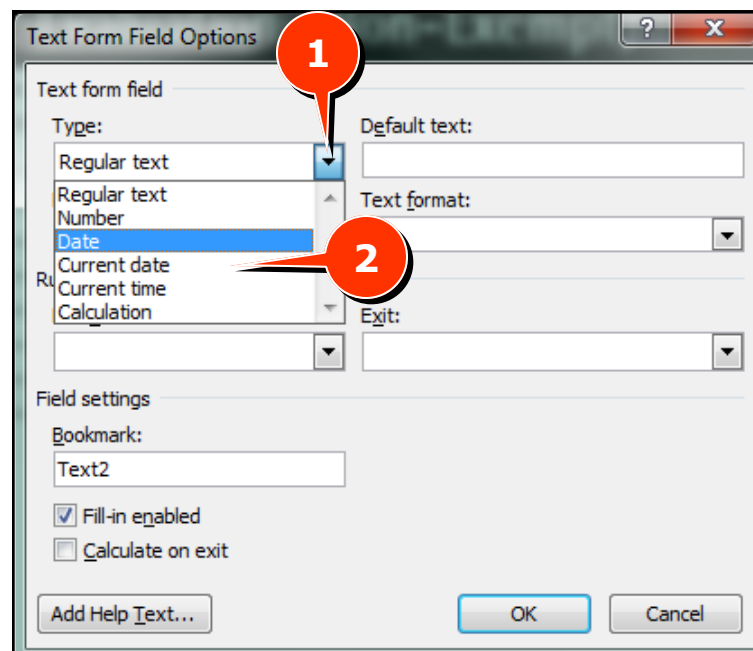 Text Form Field Options
1
Text form field
Type:
Default text:
Regular text
Regular text
Number
Date
Current date
Current time
Calculation
Text format:
2
Ru
Exit:
Field settings
Bookmark:
Text2
Fill-in enabled
Calculate on exit
Add Help Text...
OK
Cancel